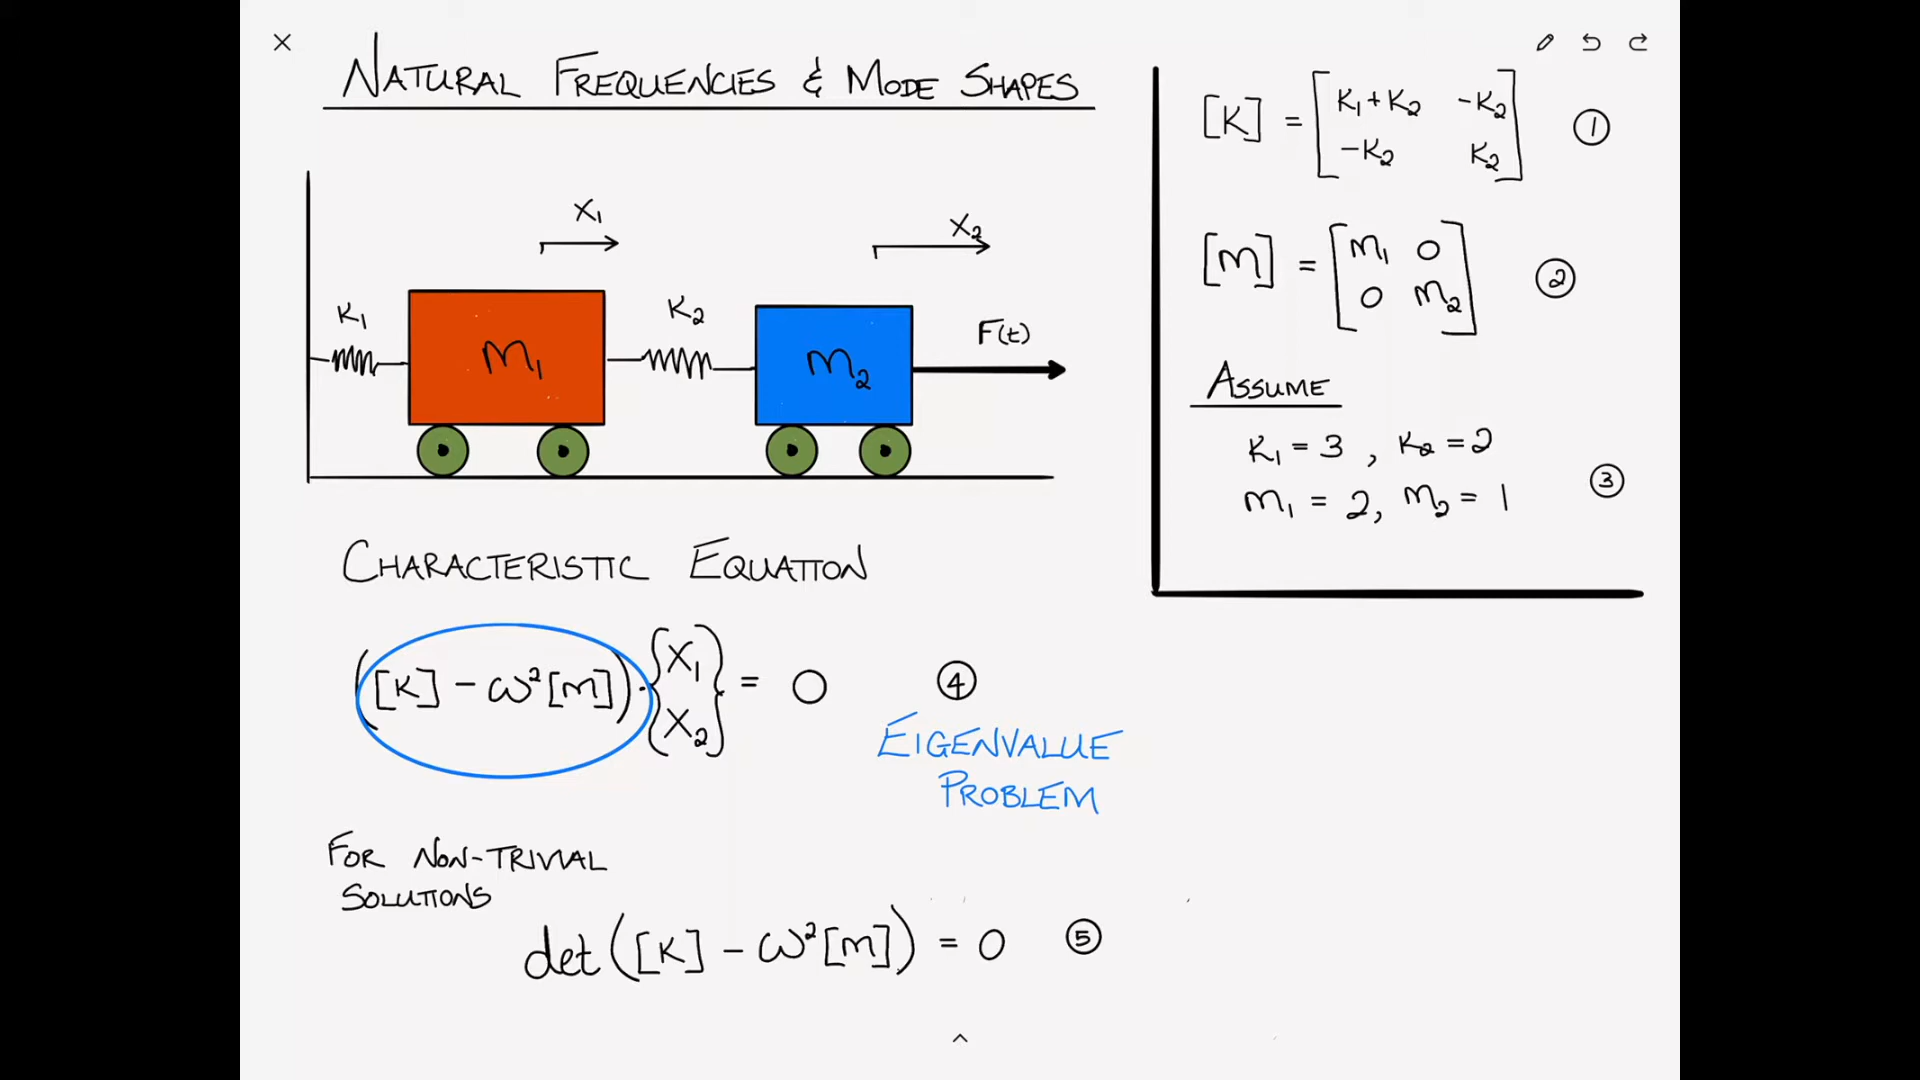 NATURAL FREQUENCIES & MODE SHAPES
X₁
X₂
K₁
M₁
K₂
M₂
F(t)
[K] = [K₁+K₂ -K₂
-K₂ K₂] ①
[M] = [M₁ 0
0 M₂] ②
ASSUME
K₁ = 3 , K₂ = 2
M₁ = 2, M₂ = 1 ③
CHARACTERISTIC EQUATION
([K] - ω²[M]) · {X₁
X₂} = 0 ④
EIGENVALUE
PROBLEM
FOR NON-TRIVIAL
SOLUTIONS
det([K] - ω²[M]) = 0 ⑤